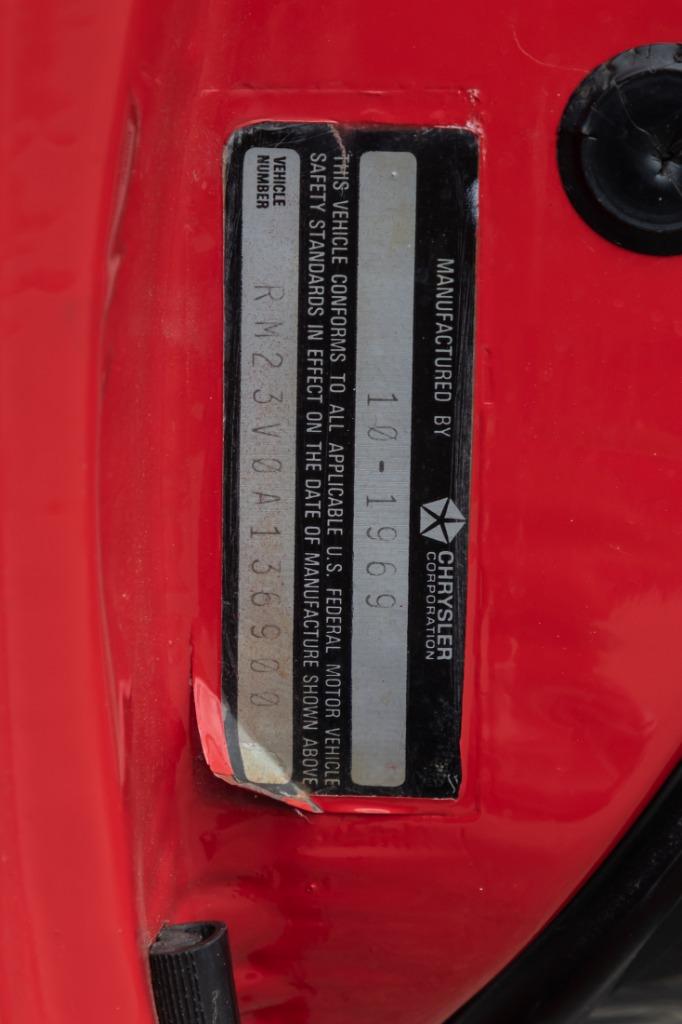 MANUFACTURED BY CHRYSLER
CORPORATION
10-1969
THIS VEHICLE CONFORMS TO ALL APPLICABLE U.S. FEDERAL MOTOR VEHICLE
SAFETY STANDARDS IN EFFECT ON THE DATE OF MANUFACTURE SHOWN ABOVE
VEHICLE
NUMBER
RM23V0A136900